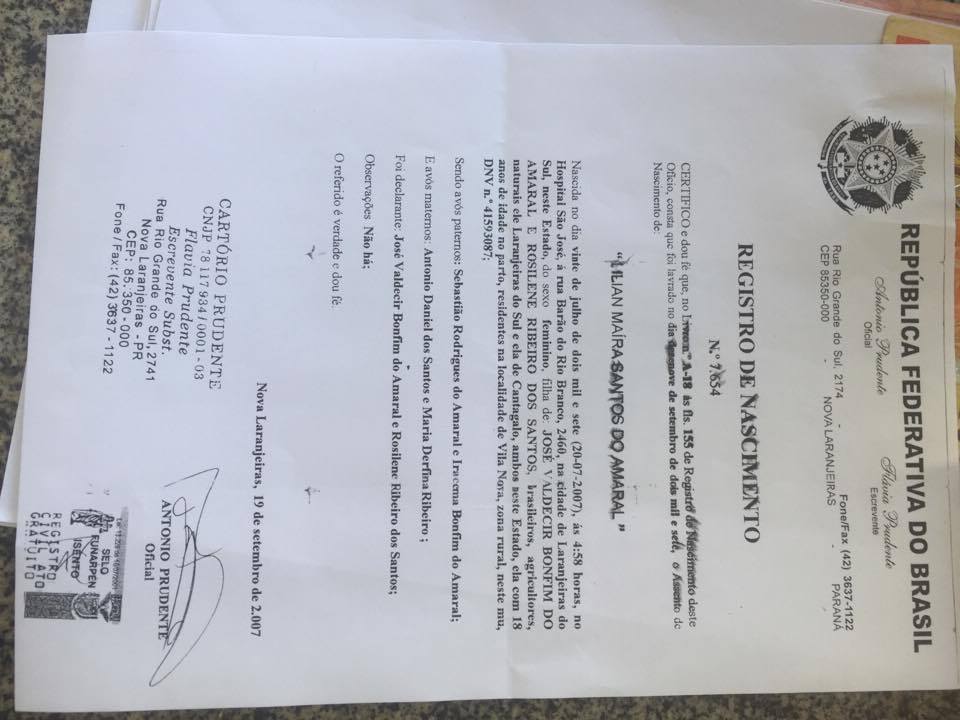 REPÚBLICA FEDERATIVA DO BRASIL
Antonio Prudente
Oficial
Flávia Prudente
Escrevente
Rua Rio Grande do Sul, 2174 - Fone/Fax (42) 3637-1122
CEP 85350-000 - NOVA LARANJEIRAS - PARANÁ
REGISTRO DE NASCIMENTO
N.º 7654
CERTIFICO e dou fé que, no Livro n.º A-18 às fls. 155 de Registro de Nascimento deste
Ofício, consta que foi lavrado no dia dezenove de setembro de dois mil e sete, o Assento de
Nascimento de:
“LILIAN MAÍRA SANTOS DO AMARAL”
Nascida no dia vinte de julho de dois mil e sete (20-07-2,007), às 4:58 horas, no
Hospital São José, á rua Barão do Rio Branco, 2460, na cidade de Laranjeiras do
Sul, neste Estado, do sexo feminino, filha de: JOSÉ VALDECIR BONFIM DO
AMARAL E ROSILENE RIBEIRO DOS SANTOS, brasileiros, agricultores,
naturais ele Laranjeiras do Sul e ela de Cantagalo, ambos neste Estado, ela com 18
anos de idade no parto, residentes na localidade de Vila Nova, zona rural, neste mu,
DNV n.º 41593087;
Sendo avós paternos: Sebastião Rodrigues do Amaral e Iracema Bonfim do Amaral;
E avós maternos: Antonio Daniel dos Santos e Maria Derfina Ribeiro ;
Foi declarante: José Valdecir Bonfim do Amaral e Rosilene Ribeiro dos Santos;
Observações Não há;
O referido é verdade e dou fé.
Nova Laranjeiras, 19 de setembro de 2.007
ANTONIO PRUDENTE
Oficial
CARTÓRIO PRUDENTE
CNJP 78 117 934/0001-03
Flavia Prudente
Escrevente Subst.
Rua Rio Grande do Sul, 2741
Nova Laranjeiras - PR
CEP: 85.350-000
Fone/Fax: (42) 3637-1122
SELO
FUNARPEN
ISENTO
REGISTRO
CIVIL ATO
GRATUITO